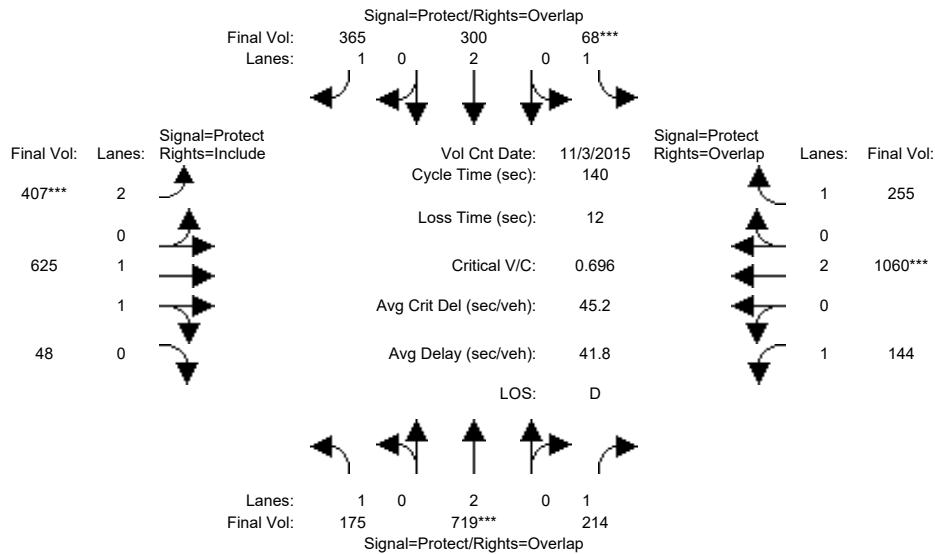 Signal=Protect/Rights=Overlap
Final Vol: 365 300 68***
Lanes: 1 0 2 0 1
Signal=Protect
Final Vol: Lanes: Rights=Include
Vol Cnt Date: 11/3/2015
Signal=Protect
Rights=Overlap Lanes: Final Vol:
Cycle Time (sec): 140
407*** 2
1 255
Loss Time (sec): 12
0
0
625 1
Critical V/C: 0.696
2 1060***
1
Avg Crit Del (sec/veh): 45.2
0
48 0
Avg Delay (sec/veh): 41.8
1 144
LOS: D
Lanes: 1 0 2 0 1
Final Vol: 175 719*** 214
Signal=Protect/Rights=Overlap